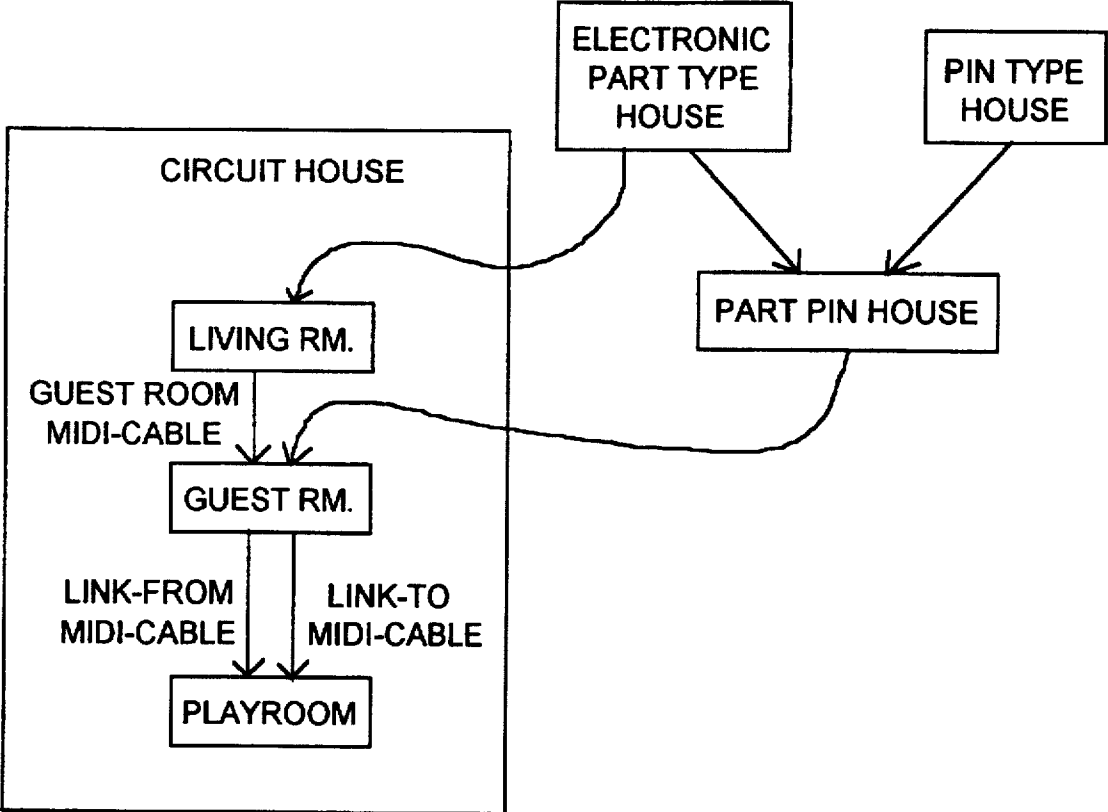 ELECTRONIC
PART TYPE
HOUSE
PIN TYPE
HOUSE
CIRCUIT HOUSE
PART PIN HOUSE
LIVING RM.
GUEST ROOM
MIDI-CABLE
GUEST RM.
LINK-FROM
MIDI-CABLE
LINK-TO
MIDI-CABLE
PLAYROOM